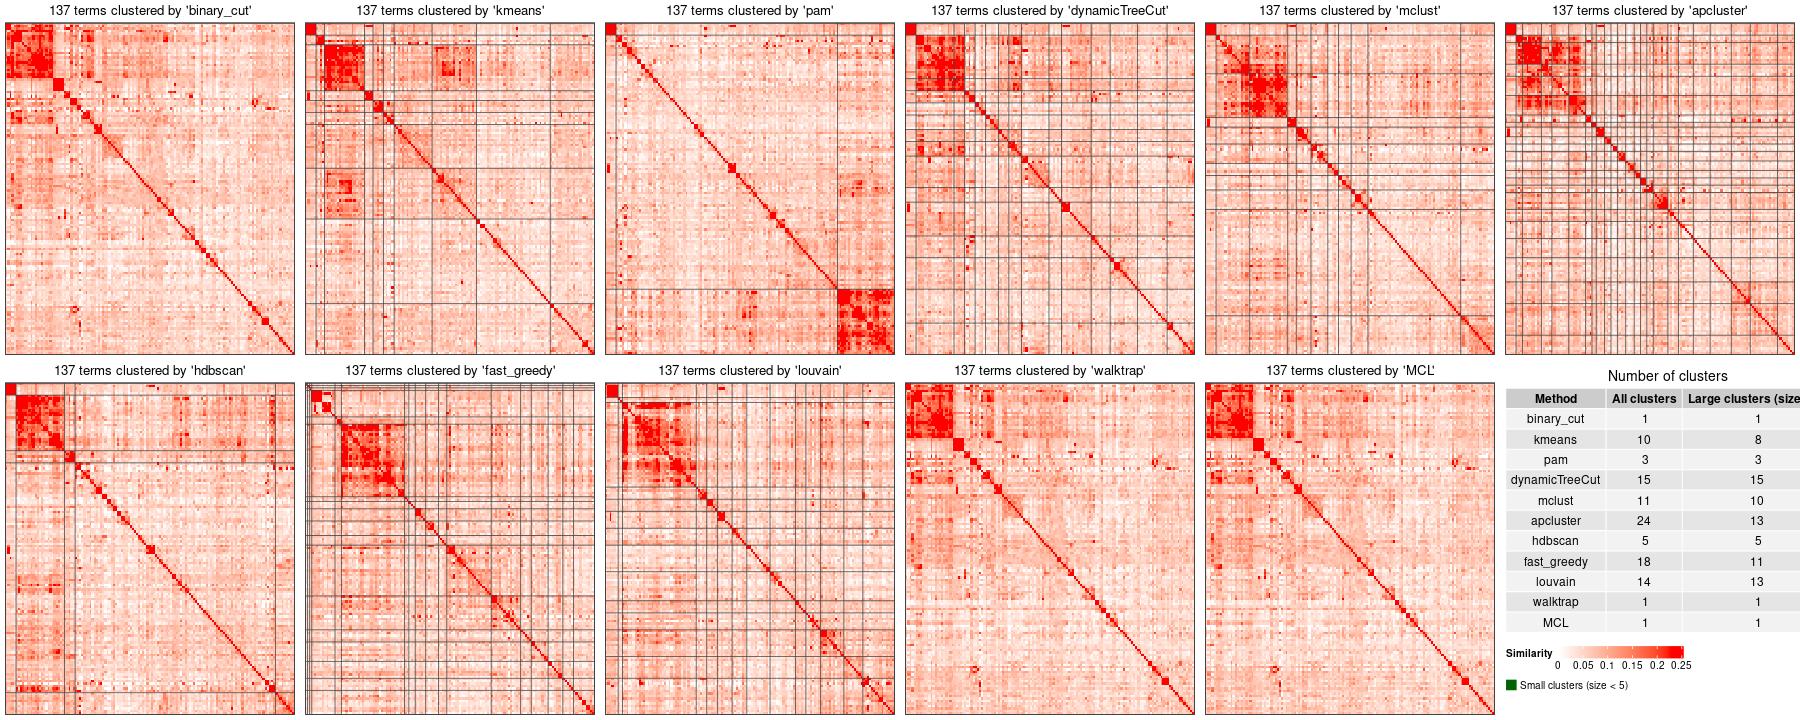 137 terms clustered by 'binary_cut'
137 terms clustered by 'kmeans'
137 terms clustered by 'pam'
137 terms clustered by 'dynamicTreeCut'
137 terms clustered by 'mclust'
137 terms clustered by 'apcluster'
137 terms clustered by 'hdbscan'
137 terms clustered by 'fast_greedy'
137 terms clustered by 'louvain'
137 terms clustered by 'walktrap'
137 terms clustered by 'MCL'
Number of clusters
Method All clusters Large clusters (size
binary_cut 1 1
kmeans 10 8
pam 3 3
dynamicTreeCut 15 15
mclust 11 10
apcluster 24 13
hdbscan 5 5
fast_greedy 18 11
louvain 14 13
walktrap 1 1
MCL 1 1
Similarity
0 0.05 0.1 0.15 0.2 0.25
Small clusters (size < 5)